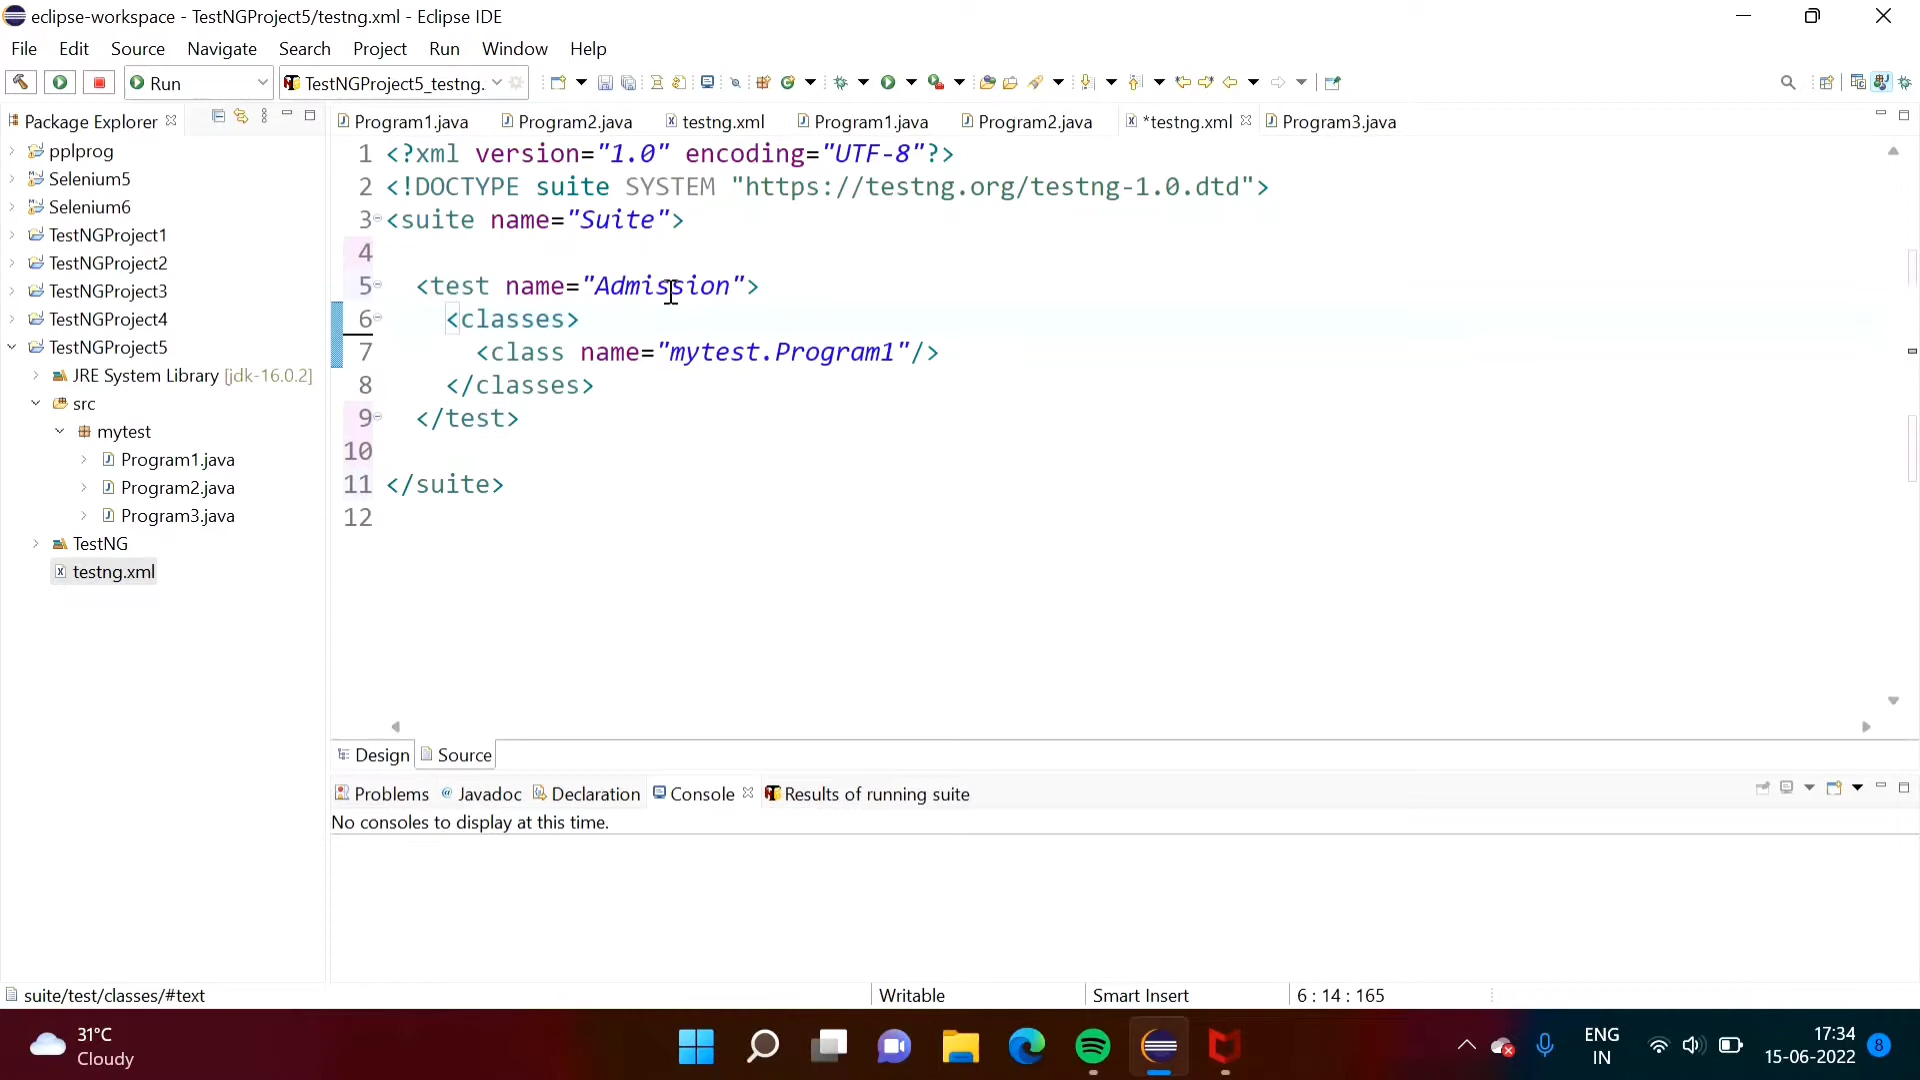 eclipse-workspace - TestNGProject5/testng.xml - Eclipse IDE
File Edit Source Navigate Search Project Run Window Help
Run TestNGProject5_testng.
Package Explorer
Program1.java Program2.java testng.xml Program1.java Program2.java *testng.xml Program3.java
pplprog
Selenium5
Selenium6
TestNGProject1
TestNGProject2
TestNGProject3
TestNGProject4
TestNGProject5
JRE System Library [jdk-16.0.2]
src
mytest
Program1.java
Program2.java
Program3.java
TestNG
testng.xml
1 <?xml version="1.0" encoding="UTF-8"?>
2 <!DOCTYPE suite SYSTEM "https://testng.org/testng-1.0.dtd">
3 <suite name="Suite">
4
5 <test name="Admission">
6 <classes>
7 <class name="mytest.Program1"/>
8 </classes>
9 </test>
10
11 </suite>
12
Design Source
Problems Javadoc Declaration Console Results of running suite
No consoles to display at this time.
suite/test/classes/#text Writable Smart Insert 6 : 14 : 165
31°C
Cloudy
ENG
IN
17:34
15-06-2022
8